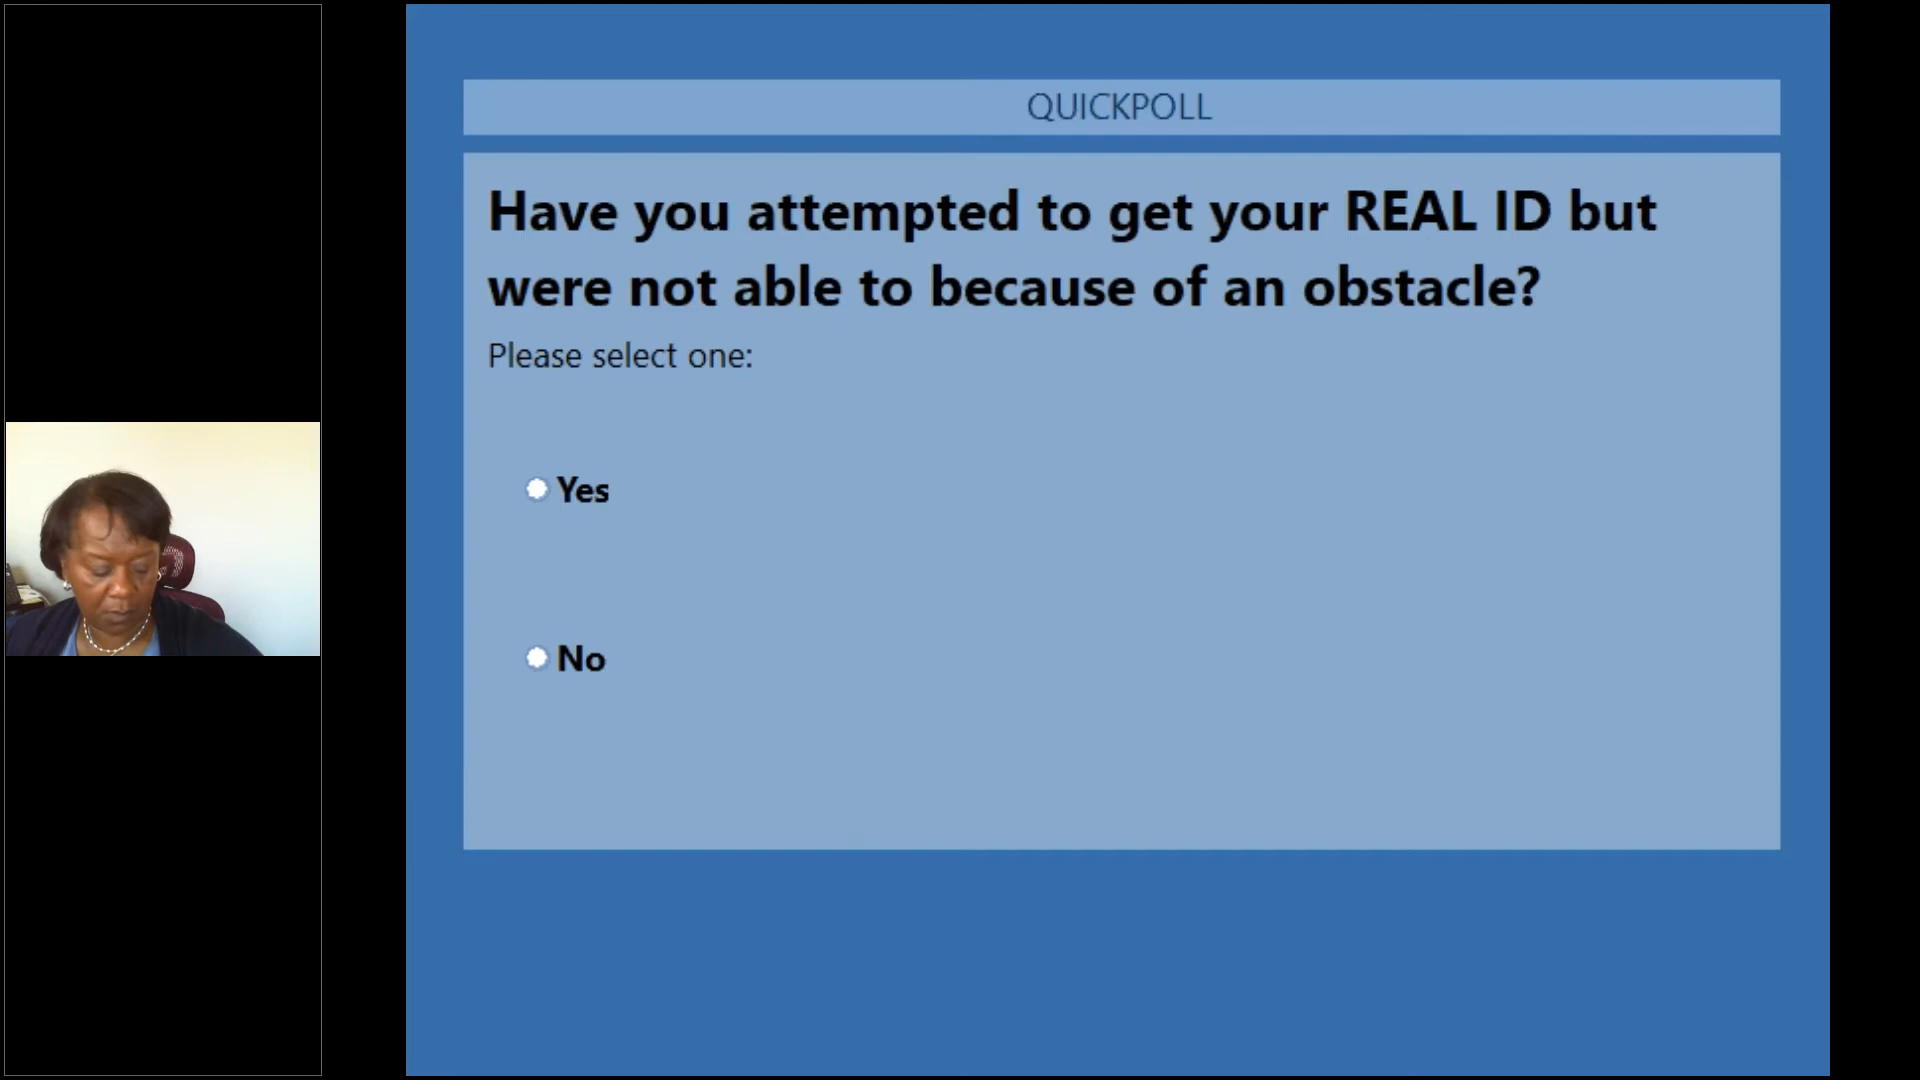 QUICKPOLL
Have you attempted to get your REAL ID but
were not able to because of an obstacle?
Please select one:
Yes
No